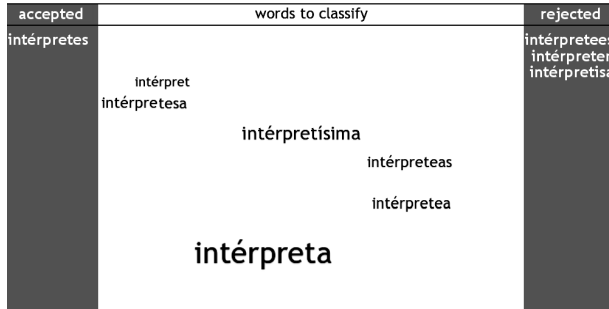 accepted
words to classify
rejected
intérpretes
intérpretees
intérpreter
intérpretisa
intérpret
intérpretesa
intérpretísima
intérpreteas
intérpretea
intérpreta